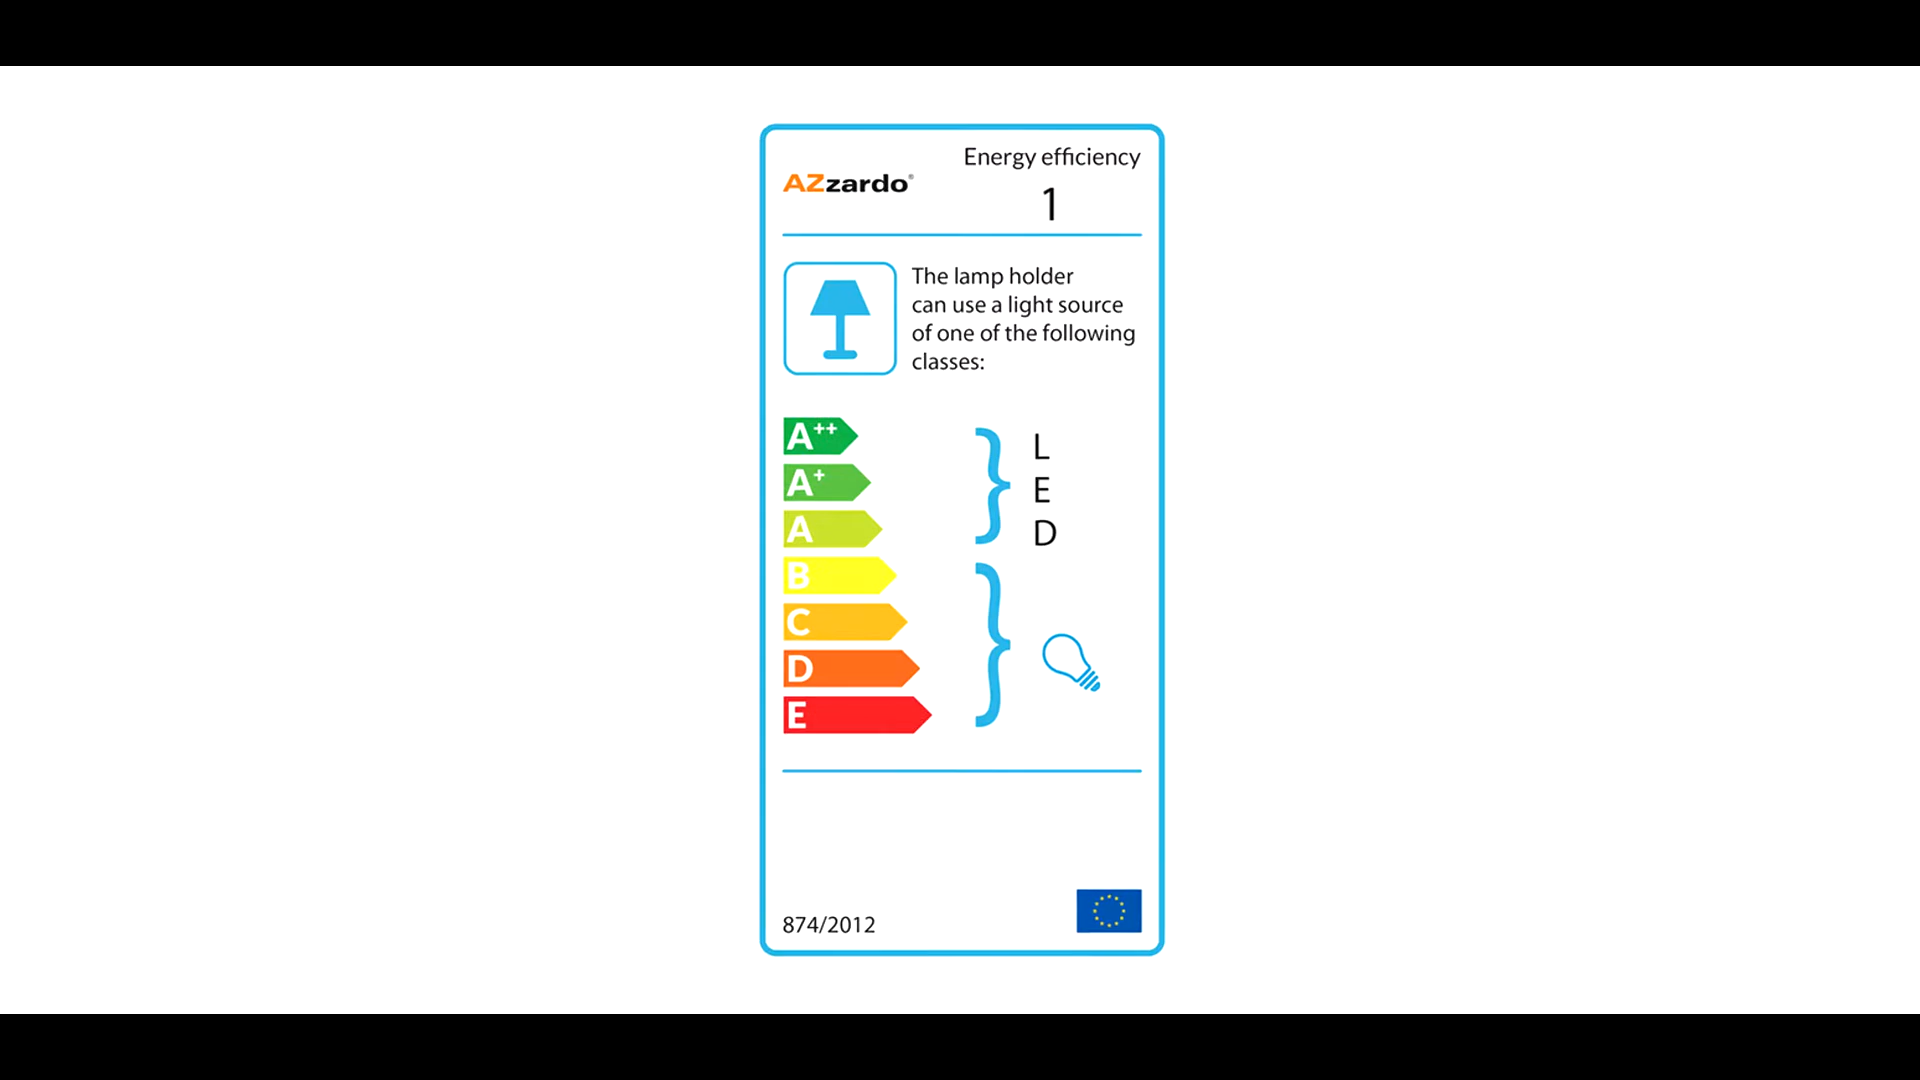 AZzardo®
Energy efficiency
1
The lamp holder
can use a light source
of one of the following
classes:
A++
A+
A
B
C
D
E
L
E
D
874/2012